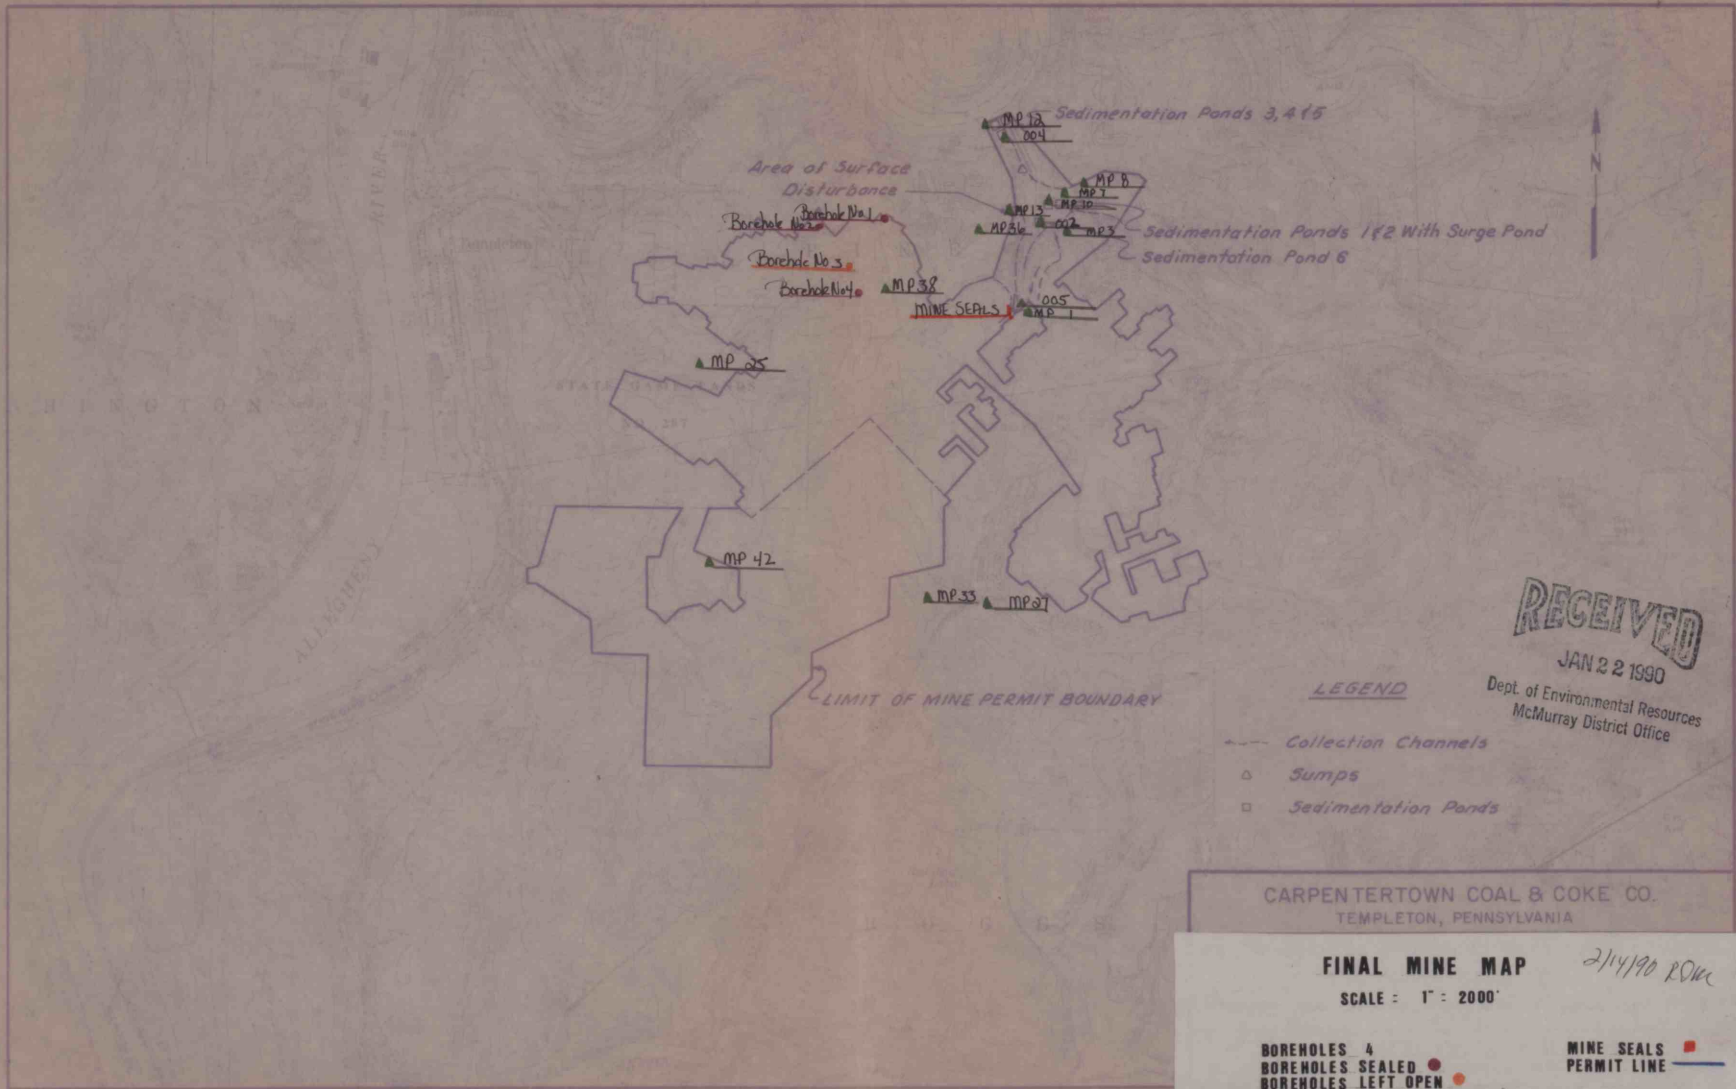 Sedimentation Ponds 3, 4 & 5
MP 12
004
Area of Surface
Disturbance
MP 8
MP 7
MP 10
MP 13
002
MP 3
MP 36
Borehole No. 1
Borehole No 2
Sedimentation Ponds 1 & 2 With Surge Pond
Sedimentation Pond 6
Borehole No 3
Borehole No 4
MP 38
005
MINE SEALS
MP 1
MP 25
STATE GAME LANDS
NO. 287
RIVER
ALLEGHENY
MP 42
MP 33
MP 27
LIMIT OF MINE PERMIT BOUNDARY
N
RECEIVED
JAN 22 1990
Dept. of Environmental Resources
McMurray District Office
LEGEND
Collection Channels
Sumps
Sedimentation Ponds
CARPENTERTOWN COAL & COKE CO.
TEMPLETON, PENNSYLVANIA
FINAL MINE MAP
2/14/90
SCALE : 1" : 2000'
BOREHOLES 4
BOREHOLES SEALED
BOREHOLES LEFT OPEN
MINE SEALS
PERMIT LINE